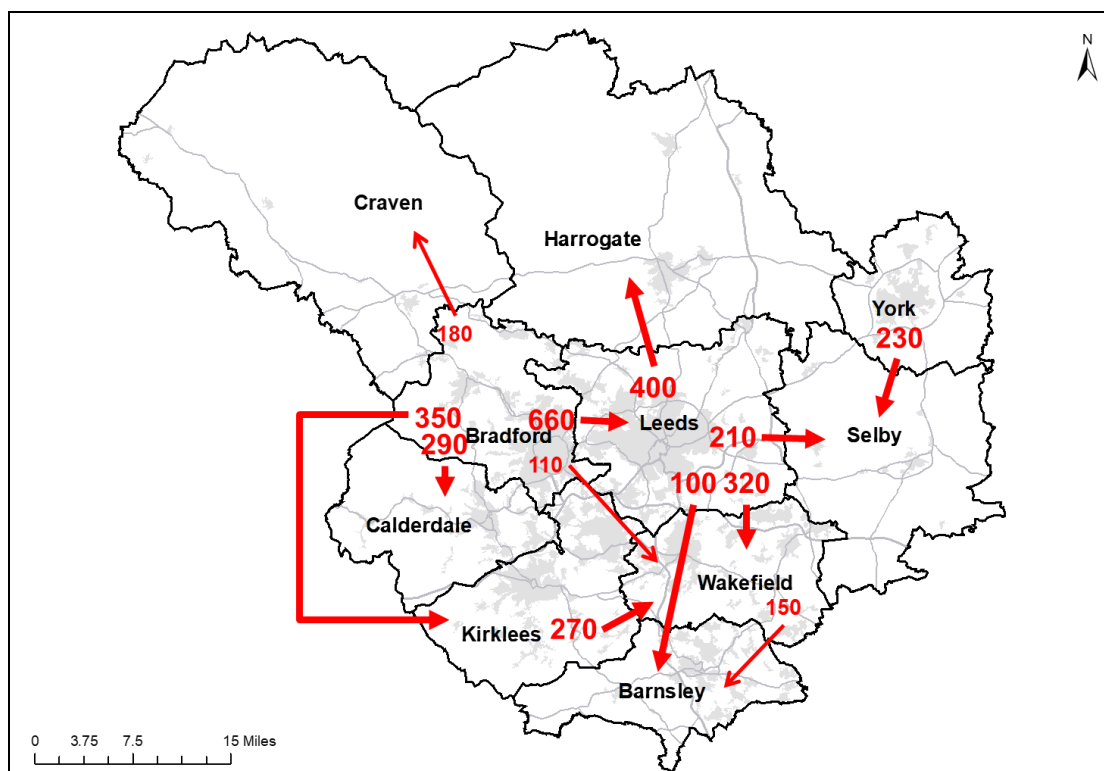 N
Craven
Harrogate
York
230
180
400
350
660
Bradford
Leeds
210
Selby
290
110
100
320
Calderdale
Wakefield
150
Kirklees
270
Barnsley
0 3.75 7.5 15 Miles